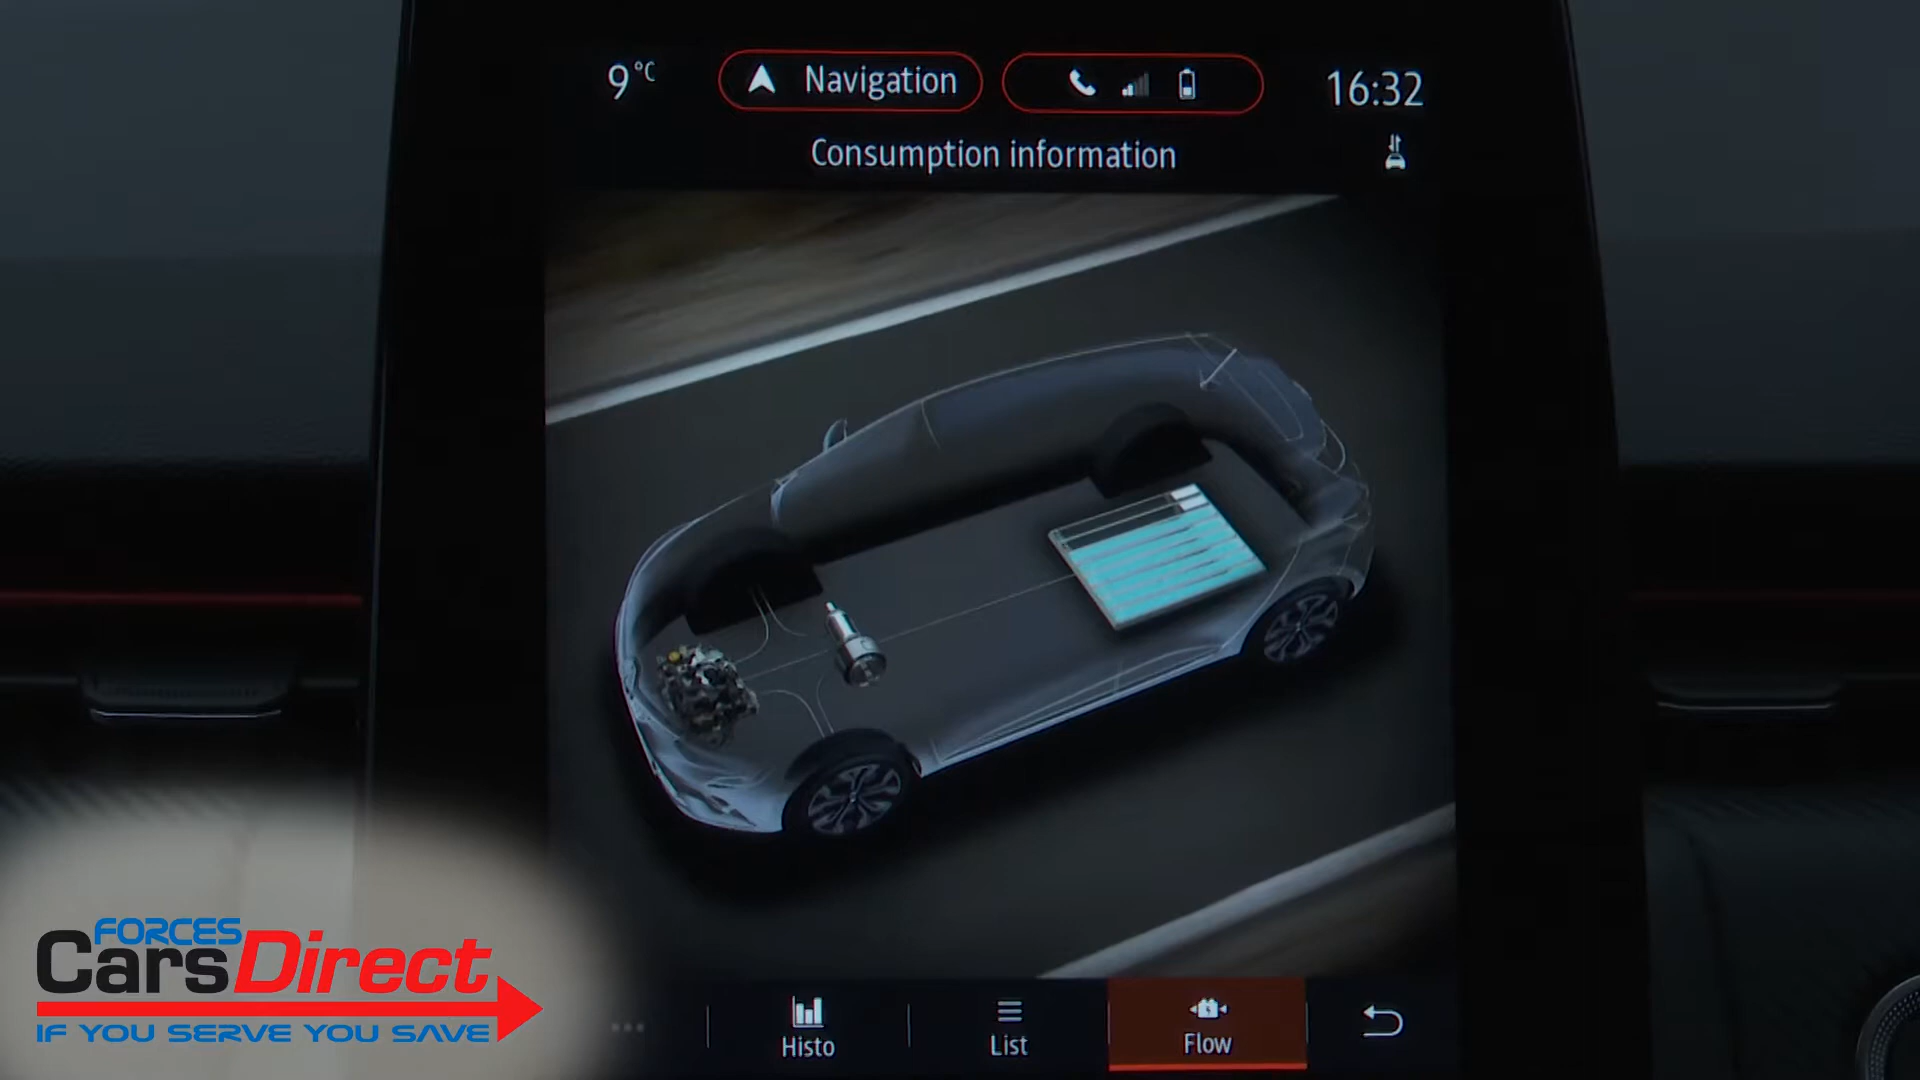 9°C
Navigation
16:32
Consumption information
Histo
List
Flow
FORCES
CarsDirect
IF YOU SERVE YOU SAVE